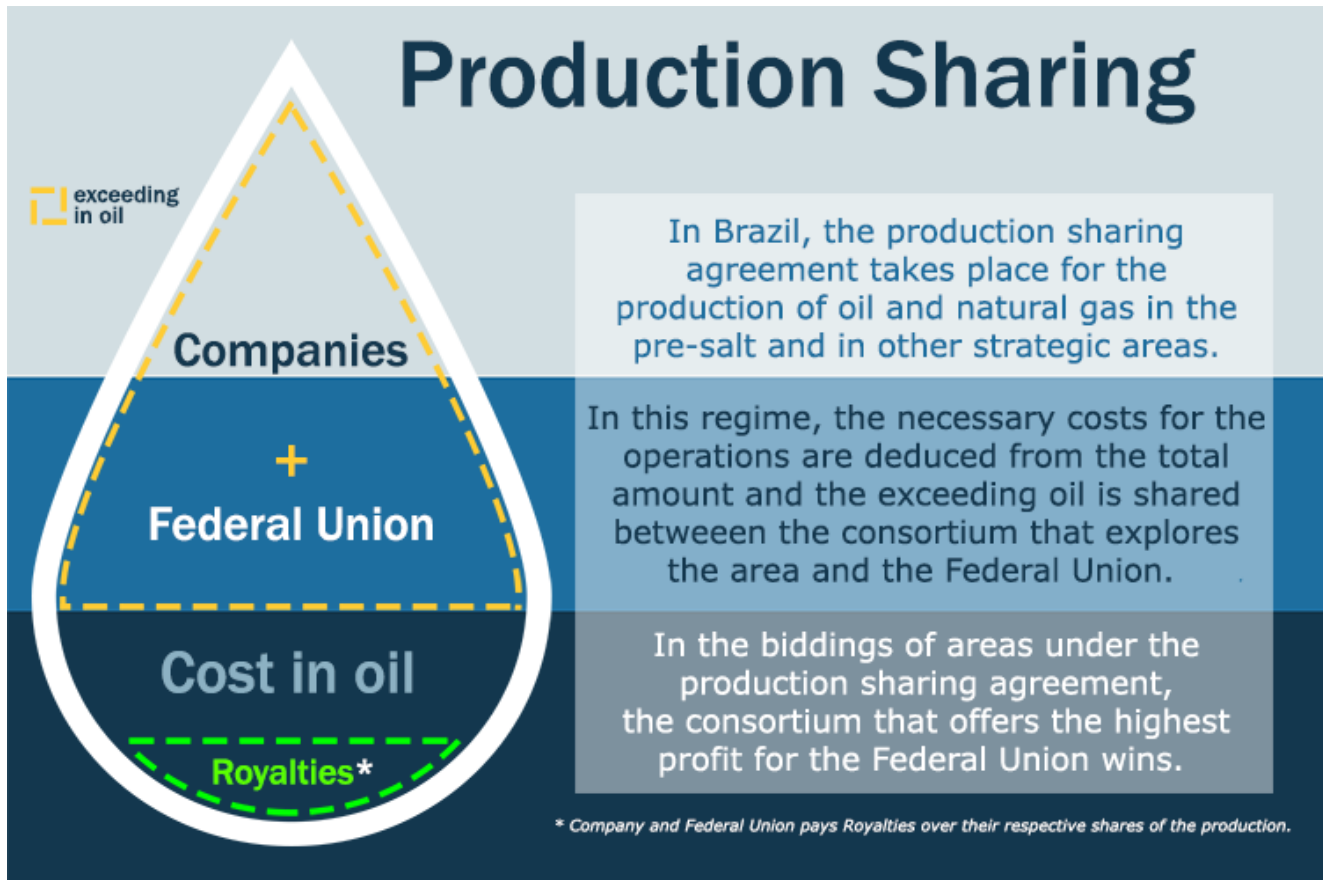 Production Sharing
exceeding
in oil
Companies
+
Federal Union
Cost in oil
Royalties*
In Brazil, the production sharing
agreement takes place for the
production of oil and natural gas in the
pre-salt and in other strategic areas.
In this regime, the necessary costs for the
operations are deduced from the total
amount and the exceeding oil is shared
betweeen the consortium that explores
the area and the Federal Union.
In the biddings of areas under the
production sharing agreement,
the consortium that offers the highest
profit for the Federal Union wins.
* Company and Federal Union pays Royalties over their respective shares of the production.